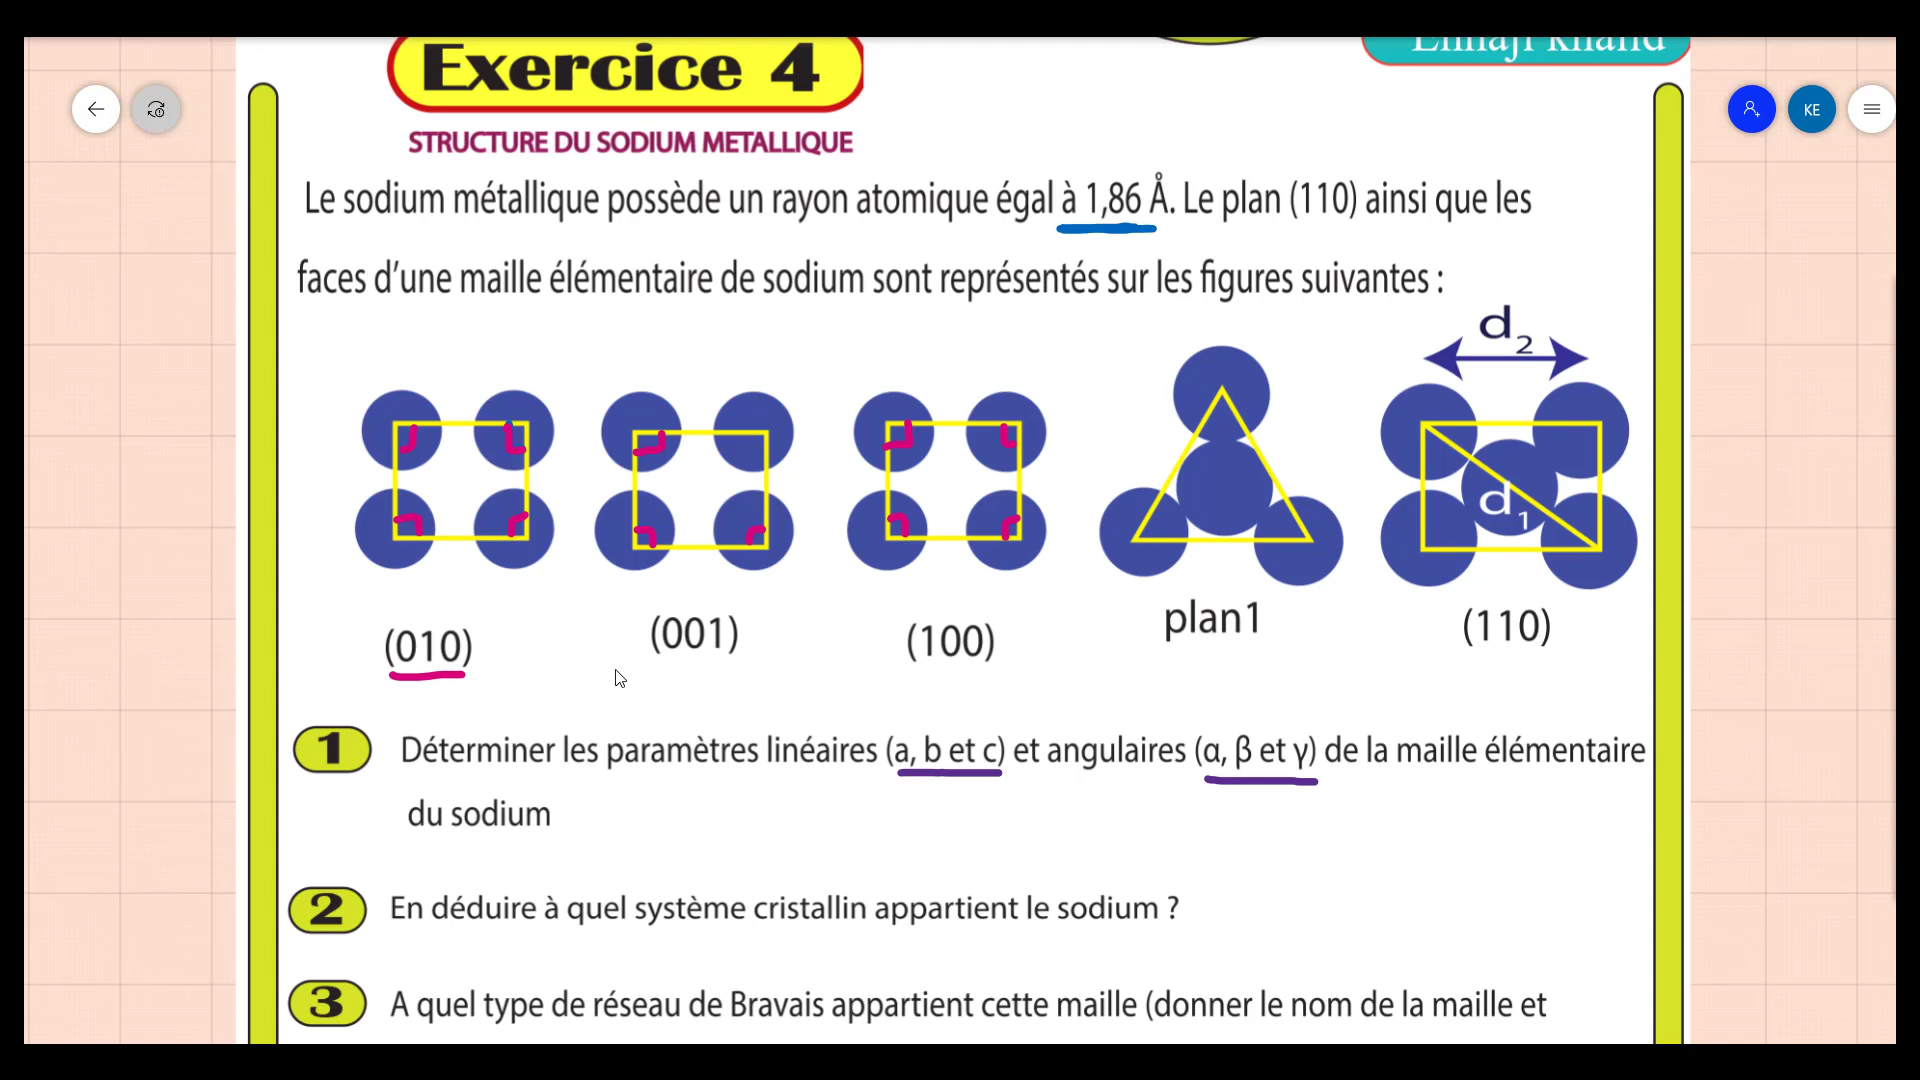 Exercice 4
Ennaji khalid
KE
STRUCTURE DU SODIUM METALLIQUE
Le sodium métallique possède un rayon atomique égal à 1,86 Å. Le plan (110) ainsi que les
faces d’une maille élémentaire de sodium sont représentés sur les figures suivantes :
d2
d1
(010)
(001)
(100)
plan1
(110)
1 Déterminer les paramètres linéaires (a, b et c) et angulaires (α, β et γ) de la maille élémentaire
du sodium
2 En déduire à quel système cristallin appartient le sodium ?
3 A quel type de réseau de Bravais appartient cette maille (donner le nom de la maille et